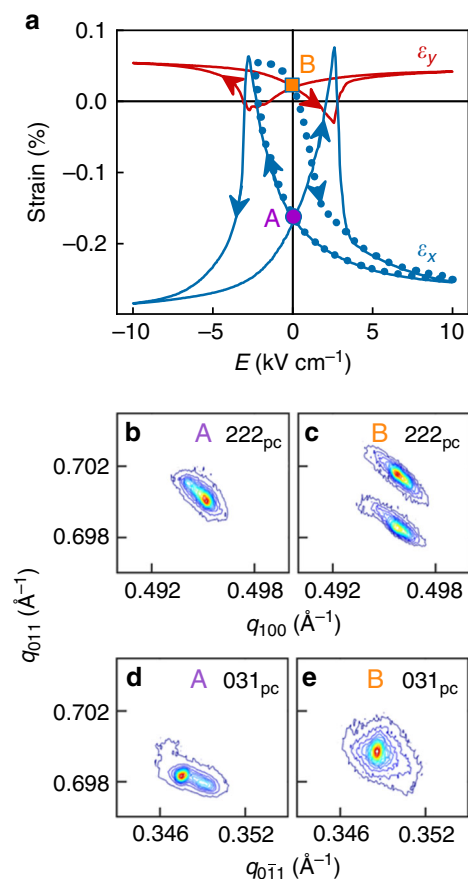 a
0.1
0.0
−0.1
−0.2
Strain (%)
B
A
εy
εx
−10 −5 0 5 10
E (kV cm⁻¹)
b A 222pc
c B 222pc
0.702
0.698
0.492 0.498 0.492 0.498
q100 (Å⁻¹)
q011 (Å⁻¹)
d A 031pc
e B 031pc
0.702
0.698
0.346 0.352 0.346 0.352
q01̄1 (Å⁻¹)